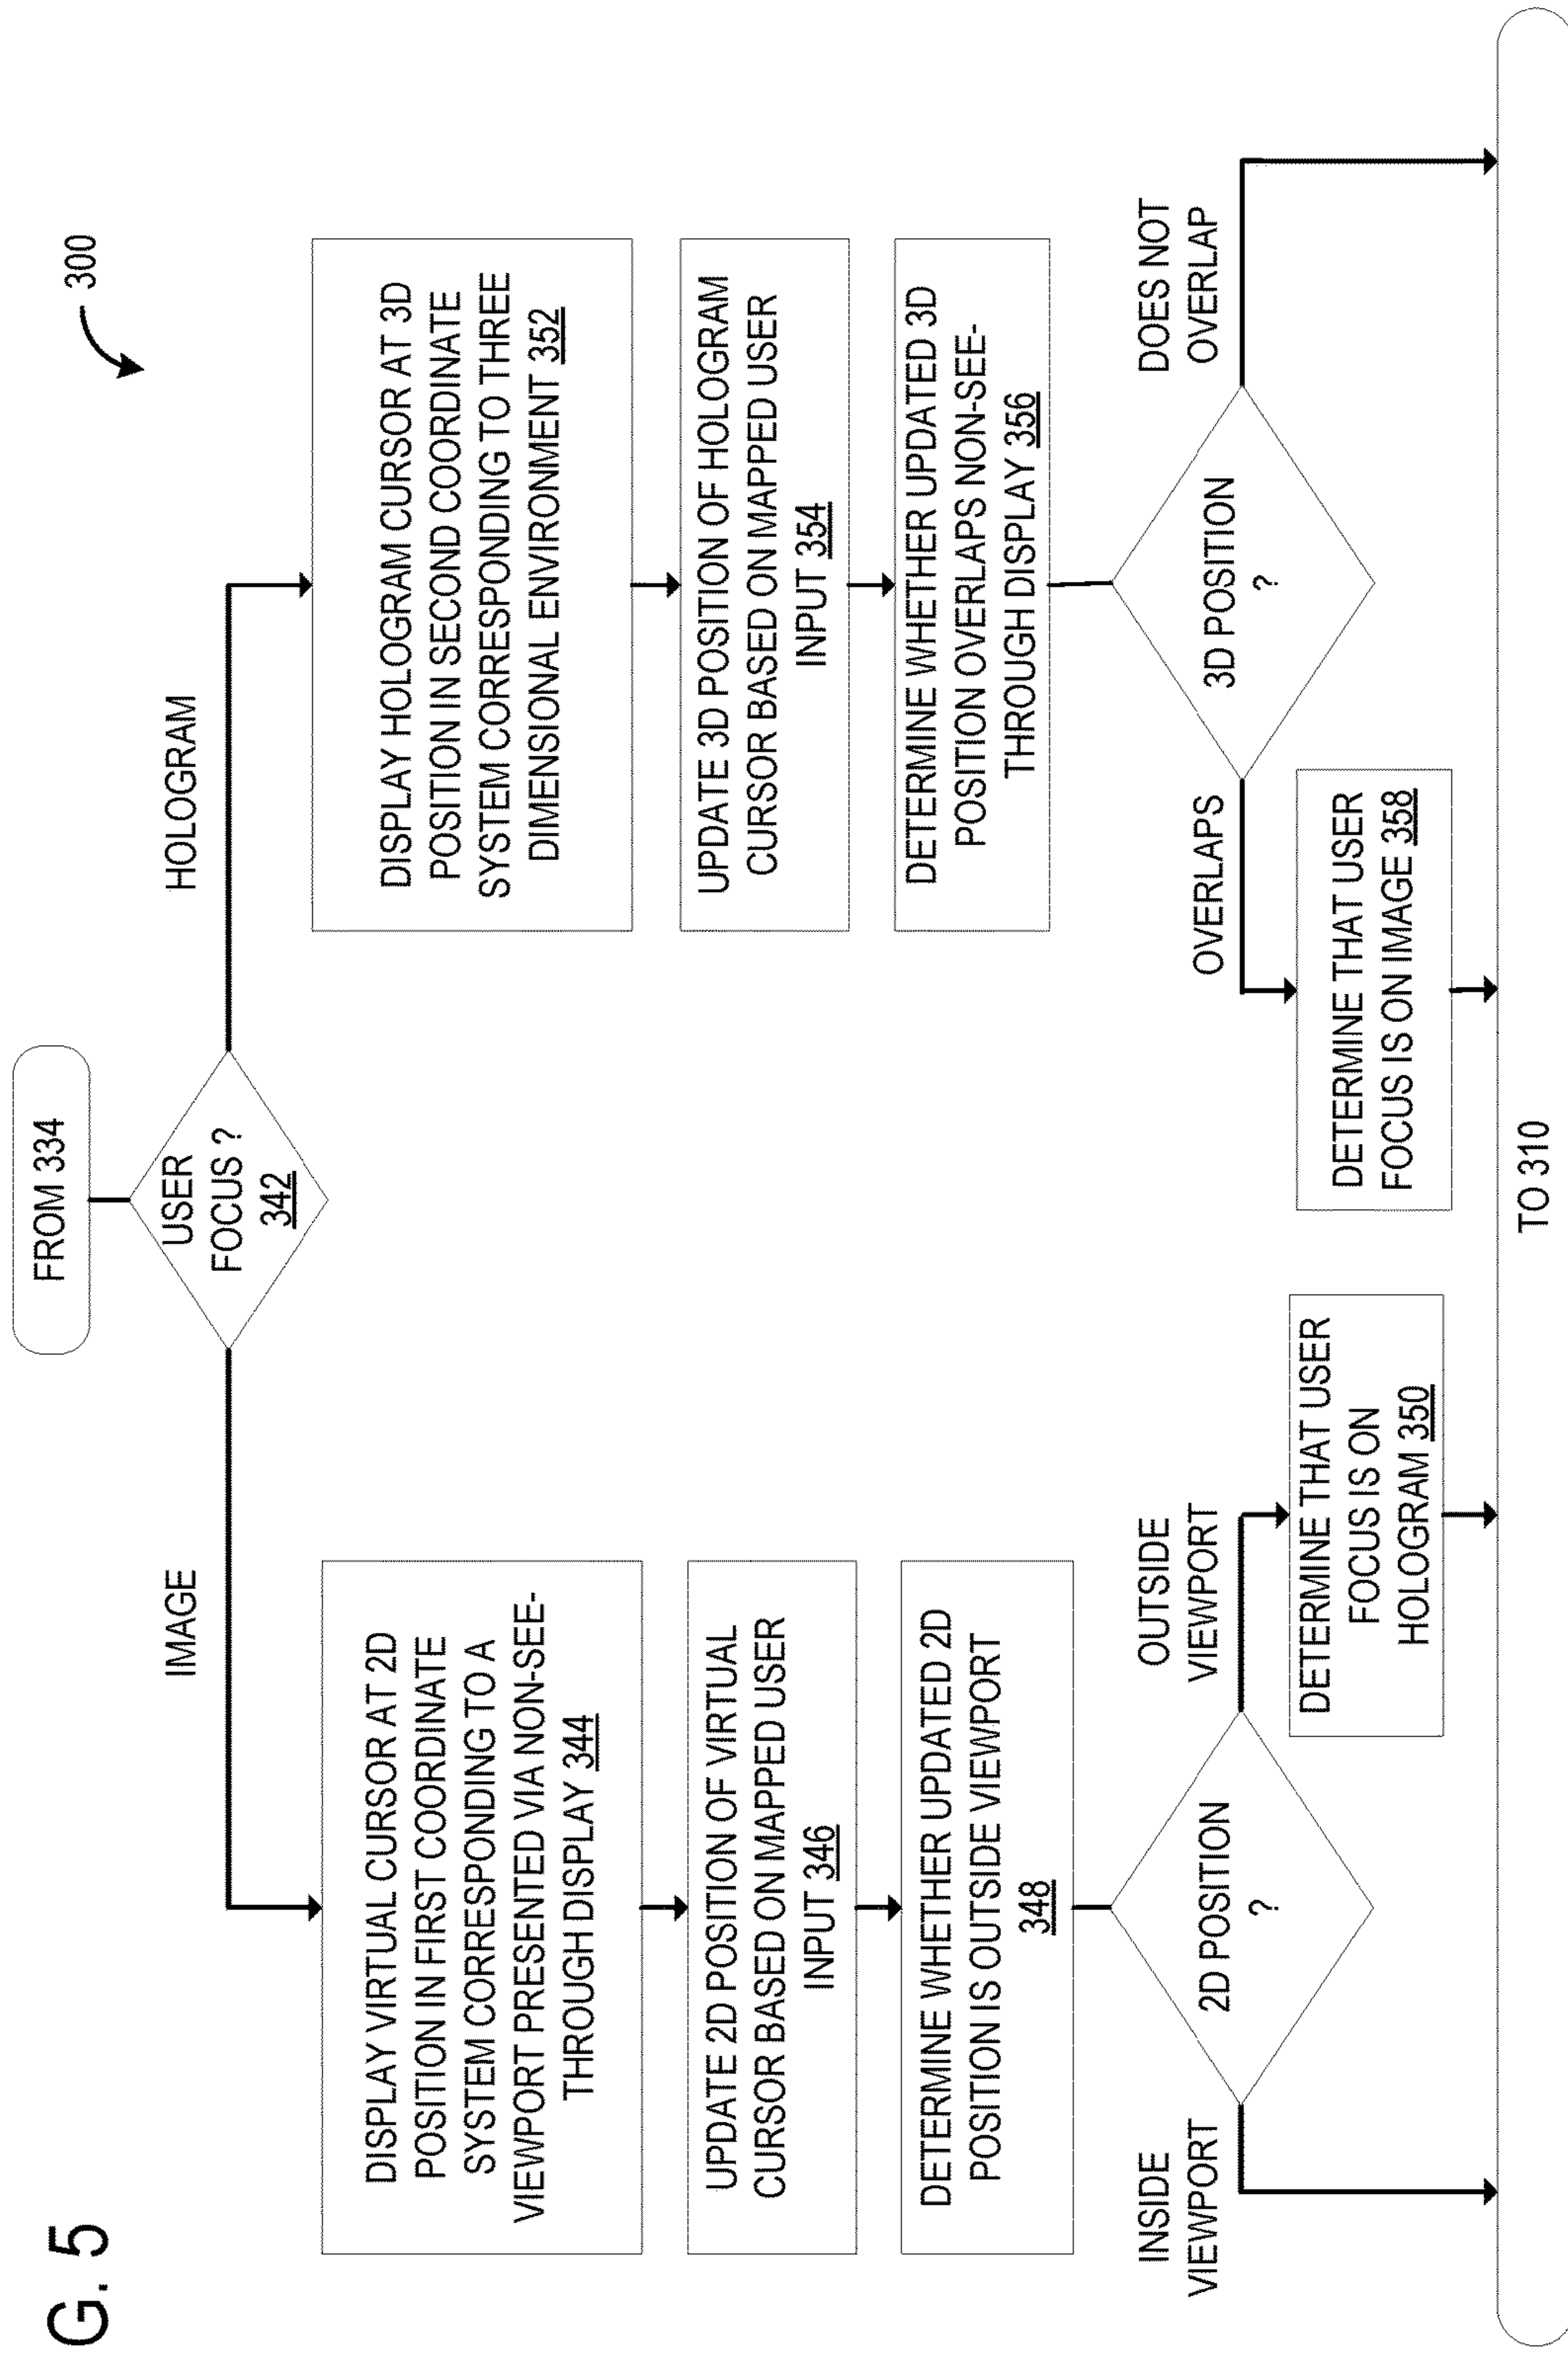 G. 5
300
FROM 334
USER
FOCUS ?
342
IMAGE
HOLOGRAM
DISPLAY VIRTUAL CURSOR AT 2D
POSITION IN FIRST COORDINATE
SYSTEM CORRESPONDING TO A
VIEWPORT PRESENTED VIA NON-SEE-
THROUGH DISPLAY 344
UPDATE 2D POSITION OF VIRTUAL
CURSOR BASED ON MAPPED USER
INPUT 346
DETERMINE WHETHER UPDATED 2D
POSITION IS OUTSIDE VIEWPORT
348
2D POSITION
?
INSIDE
VIEWPORT
OUTSIDE
VIEWPORT
DETERMINE THAT USER
FOCUS IS ON
HOLOGRAM 350
DISPLAY HOLOGRAM CURSOR AT 3D
POSITION IN SECOND COORDINATE
SYSTEM CORRESPONDING TO THREE
DIMENSIONAL ENVIRONMENT 352
UPDATE 3D POSITION OF HOLOGRAM
CURSOR BASED ON MAPPED USER
INPUT 354
DETERMINE WHETHER UPDATED 3D
POSITION OVERLAPS NON-SEE-
THROUGH DISPLAY 356
3D POSITION
?
OVERLAPS
DOES NOT
OVERLAP
DETERMINE THAT USER
FOCUS IS ON IMAGE 358
TO 310